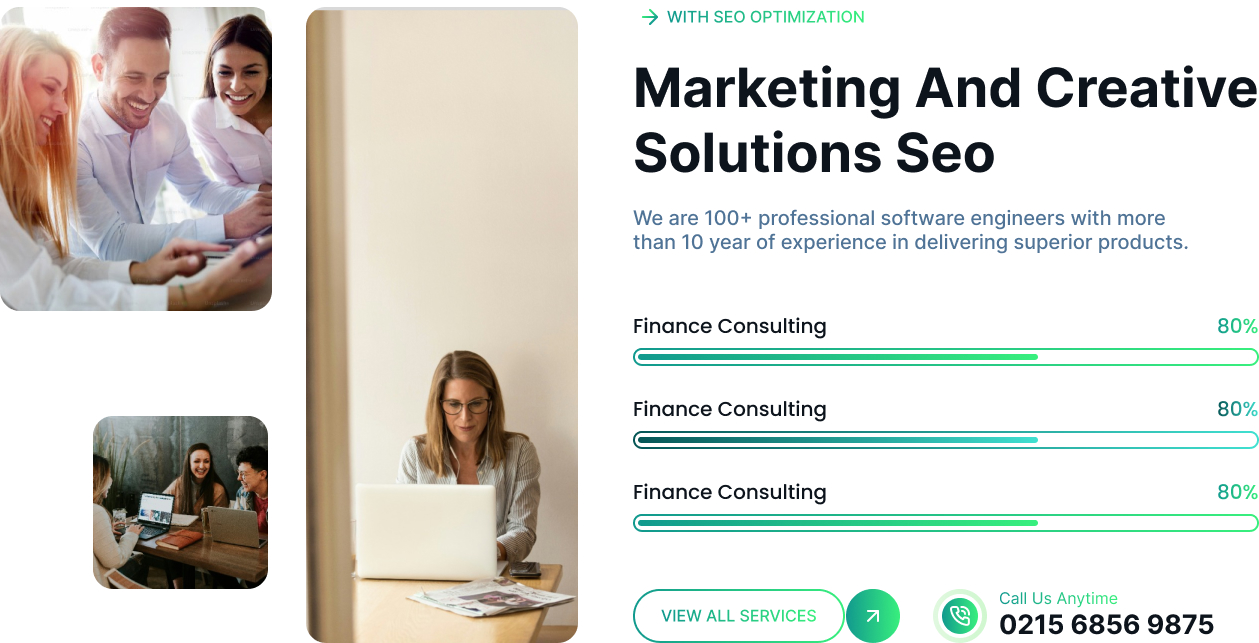 WITH SEO OPTIMIZATION
Marketing And Creative
Solutions Seo
We are 100+ professional software engineers with more
than 10 year of experience in delivering superior products.
Finance Consulting 80%
Finance Consulting 80%
Finance Consulting 80%
VIEW ALL SERVICES
Call Us Anytime
0215 6856 9875